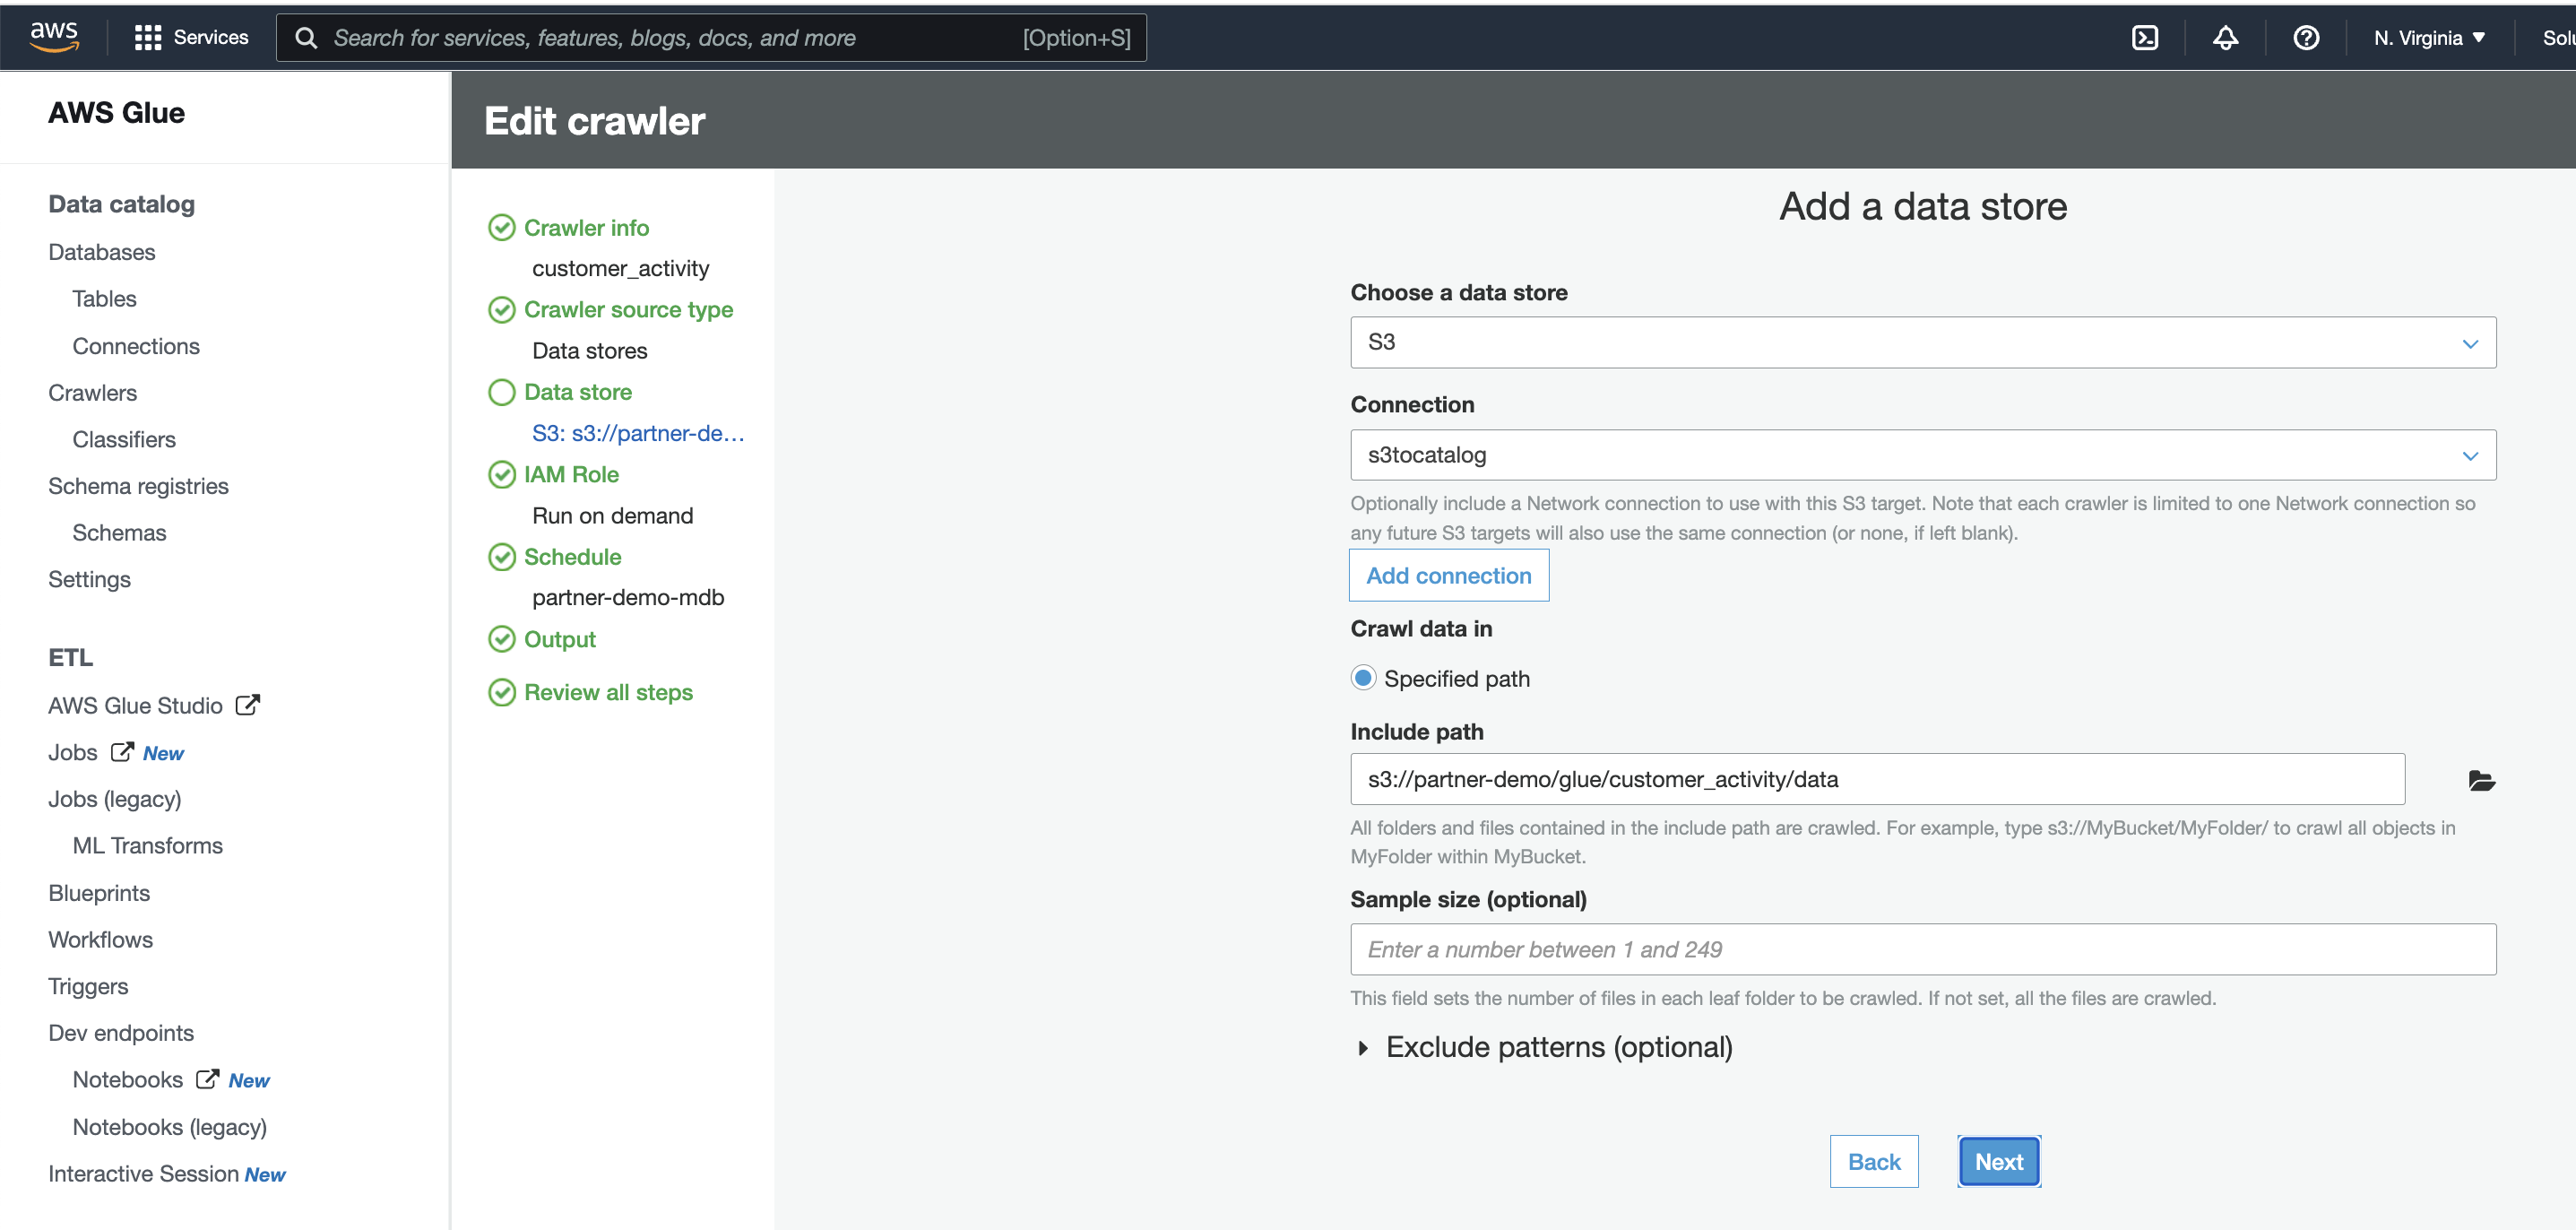 aws
Services
Search for services, features, blogs, docs, and more
[Option+S]
N. Virginia
AWS Glue
Data catalog
Databases
Tables
Connections
Crawlers
Classifiers
Schema registries
Schemas
Settings
ETL
AWS Glue Studio
Jobs New
Jobs (legacy)
ML Transforms
Blueprints
Workflows
Triggers
Dev endpoints
Notebooks New
Notebooks (legacy)
Interactive Session New
Edit crawler
Crawler info
customer_activity
Crawler source type
Data stores
Data store
S3: s3://partner-de...
IAM Role
Run on demand
Schedule
partner-demo-mdb
Output
Review all steps
Add a data store
Choose a data store
S3
Connection
s3tocatalog
Optionally include a Network connection to use with this S3 target. Note that each crawler is limited to one Network connection so
any future S3 targets will also use the same connection (or none, if left blank).
Add connection
Crawl data in
Specified path
Include path
s3://partner-demo/glue/customer_activity/data
All folders and files contained in the include path are crawled. For example, type s3://MyBucket/MyFolder/ to crawl all objects in
MyFolder within MyBucket.
Sample size (optional)
Enter a number between 1 and 249
This field sets the number of files in each leaf folder to be crawled. If not set, all the files are crawled.
Exclude patterns (optional)
Back
Next